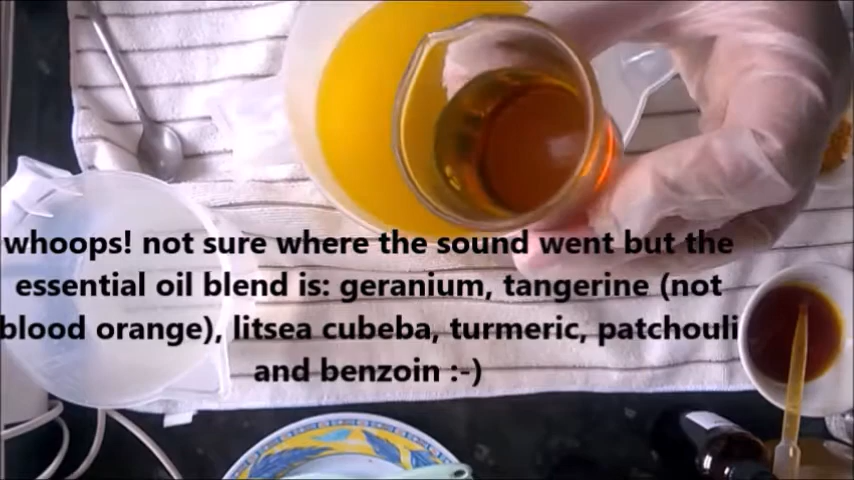 whoops! not sure where the sound went but the
essential oil blend is: geranium, tangerine (not
blood orange), litsea cubeba, turmeric, patchouli
and benzoin :-)